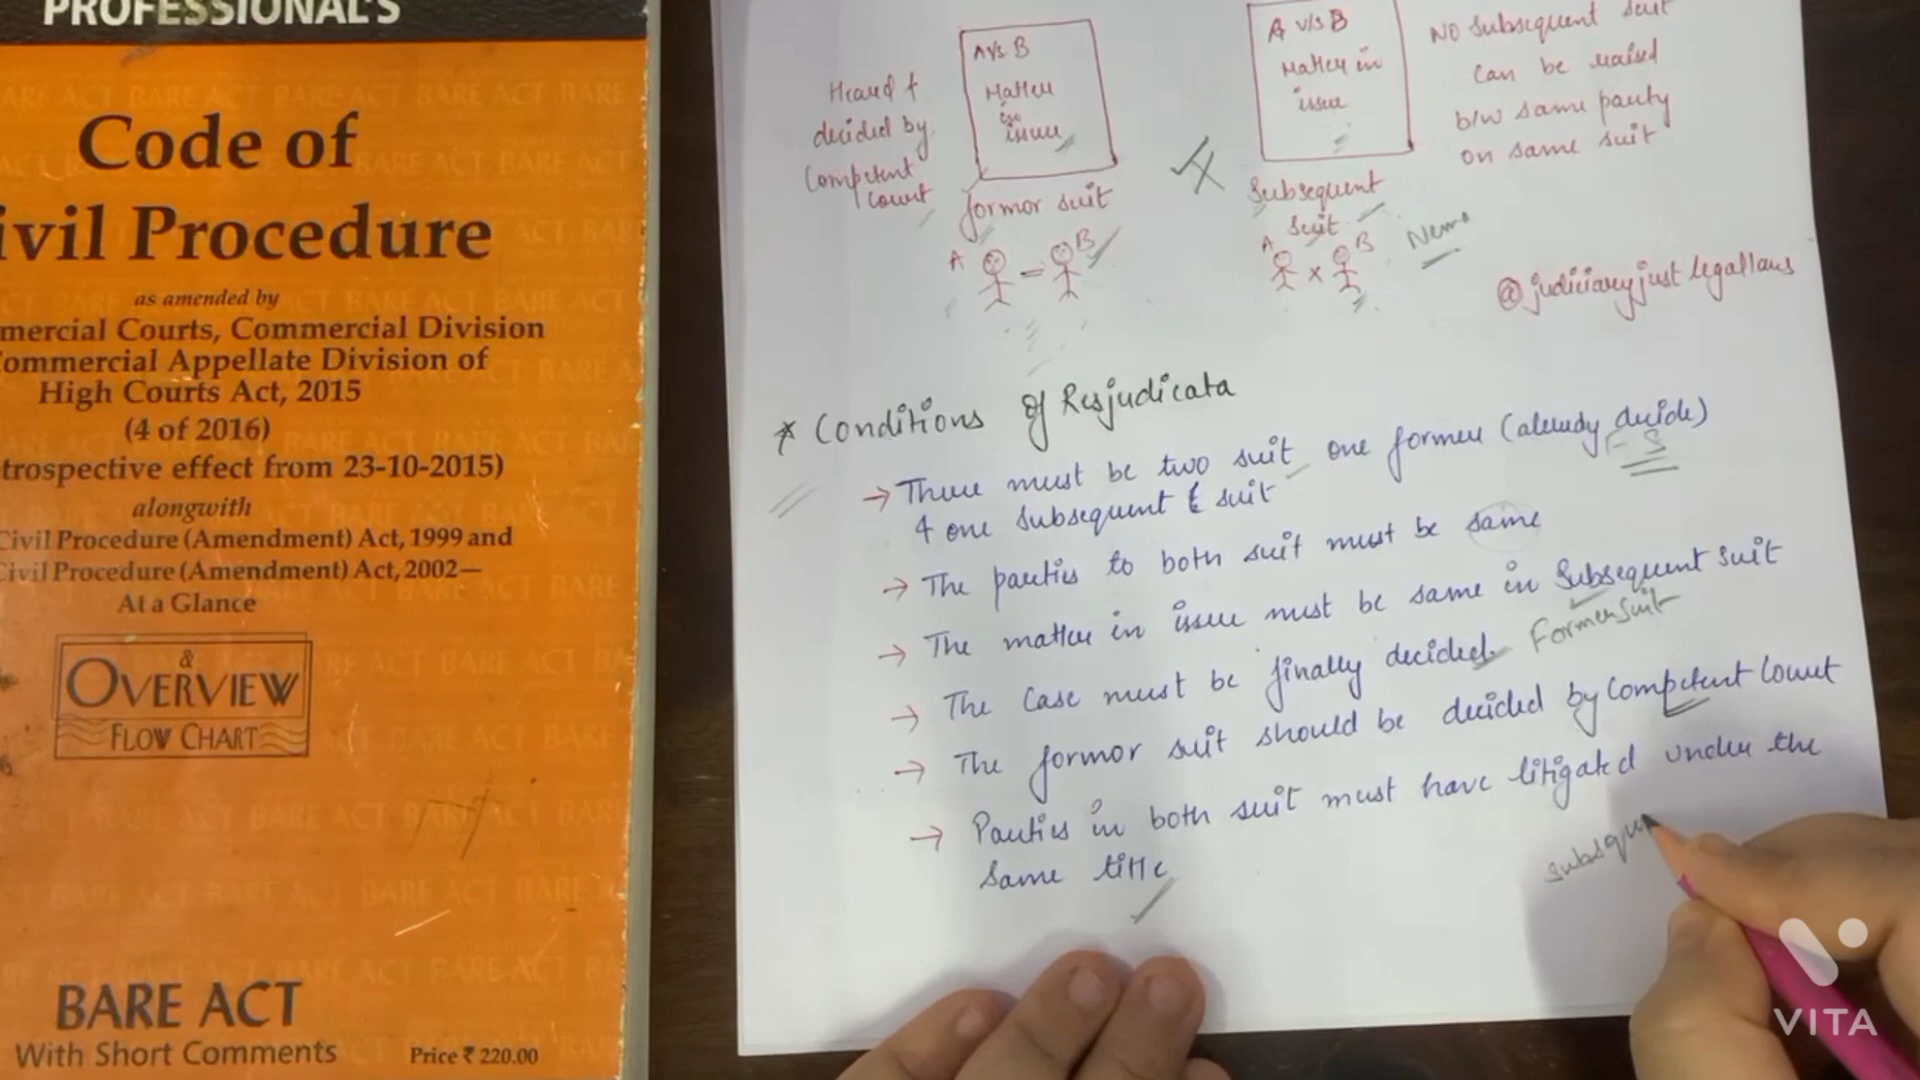 PROFESSIONAL'S
Code of
ivil Procedure
as amended by
mercial Courts, Commercial Division
ommercial Appellate Division of
High Courts Act, 2015
(4 of 2016)
trospective effect from 23-10-2015)
alongwith
Civil Procedure (Amendment) Act, 1999 and
ivil Procedure (Amendment) Act, 2002—
At a Glance
&
OVERVIEW
FLOW CHART
BARE ACT
With Short Comments
Price ₹ 220.00
Heard &
decided by
Competent
Court
A v/s B
Matter
in
issue
formor suit
A
B
A v/s B
Matter in
issue
Subsequent
Suit
A
B
x
No Subsequent suit
can be raised
b/w same party
on same suit
Nemo
@judiciaryjustlegallaws
* Conditions of Resjudicata
→ There must be two suit one former (already decide)
F S
& one subsequent suit
→ The parties to both suit must be same
→ The matter in issue must be same in Subsequent suit
Former Suit
→ The case must be finally decided.
→ The formor suit should be decided by Competent Court
→ Parties in both suit must have litigated under the
same title
subsequ
VITA